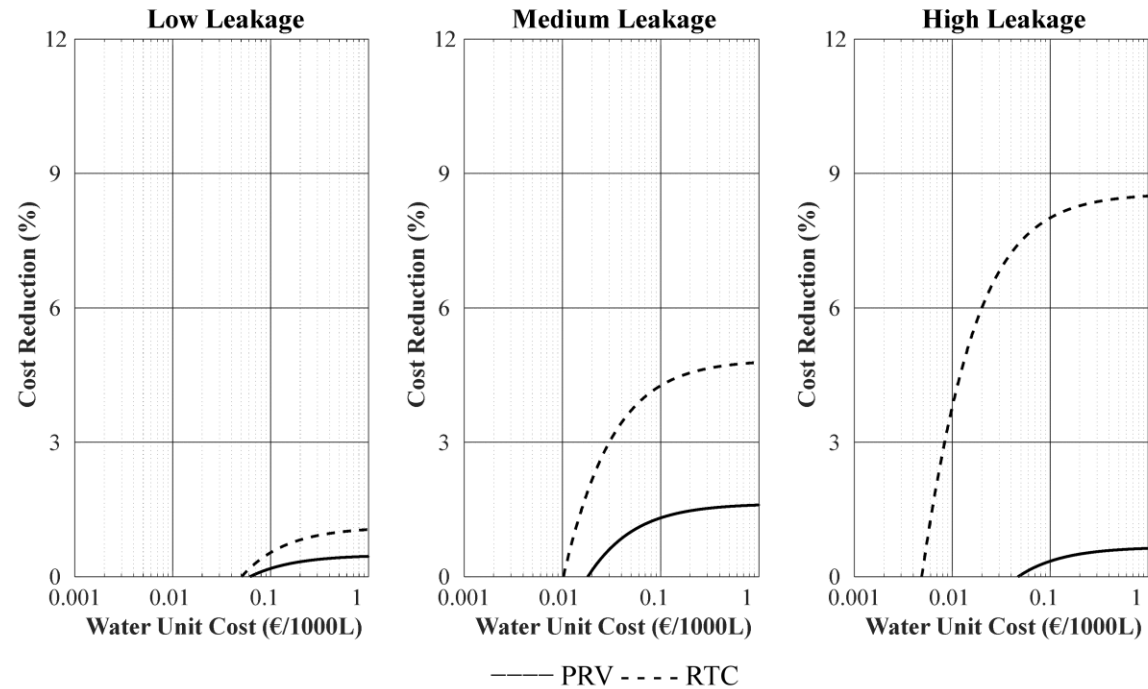 Low Leakage
12
9
6
3
0
0.001 0.01 0.1 1
Cost Reduction (%)
Water Unit Cost (€/1000L)
Medium Leakage
12
9
6
3
0
0.001 0.01 0.1 1
Cost Reduction (%)
Water Unit Cost (€/1000L)
High Leakage
12
9
6
3
0
0.001 0.01 0.1 1
Cost Reduction (%)
Water Unit Cost (€/1000L)
PRV RTC